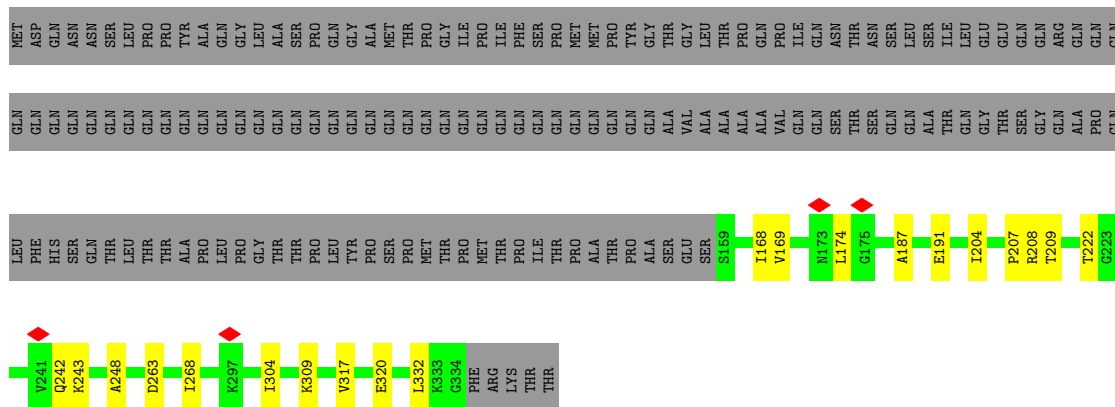 MET ASP GLN ASN ASN SER LEU PRO PRO TYR ALA GLN GLY LEU ALA SER PRO GLN GLY ALA MET THR PRO GLY ILE PRO ILE PHE SER PRO MET MET PRO TYR GLY THR GLY LEU THR PRO GLN PRO ILE GLN ASN THR ASN SER LEU SER ILE LEU GLU GLU GLN GLN ARG GLN GLN GLN
GLN GLN GLN GLN GLN GLN GLN GLN GLN GLN GLN GLN GLN GLN GLN GLN GLN GLN GLN GLN GLN GLN GLN GLN GLN GLN GLN GLN GLN GLN GLN GLN GLN GLN GLN ALA VAL ALA ALA ALA ALA VAL GLN GLN SER THR SER GLN GLN ALA THR GLN GLY THR SER GLY GLN ALA PRO GLN
LEU PHE HIS SER GLN THR LEU THR THR ALA PRO LEU PRO GLY THR THR PRO LEU TYR PRO SER PRO MET THR PRO MET THR PRO ILE THR PRO ALA THR PRO ALA SER GLU SER S159 I168 V169 N173 L174 G175 A187 E191 I204 P207 R208 T209 T222 G223
V241 Q242 K243 A248 D263 I268 K297 I304 K309 V317 E320 L332 K333 G334 PHE ARG LYS THR THR